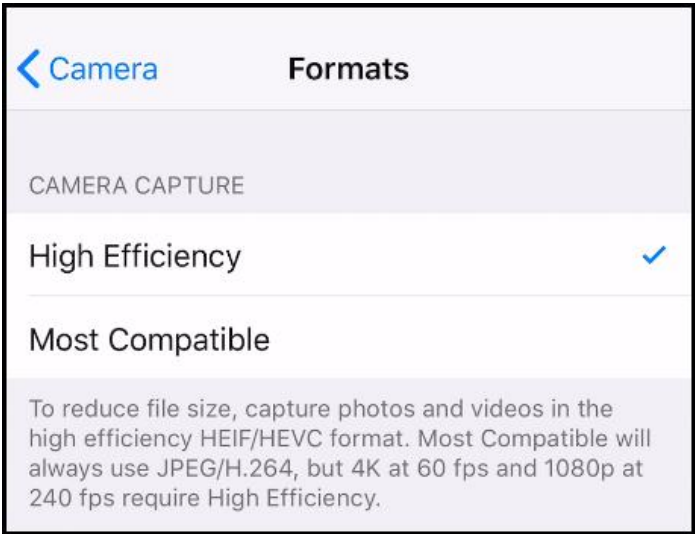 Camera
Formats
CAMERA CAPTURE
High Efficiency
Most Compatible
To reduce file size, capture photos and videos in the
high efficiency HEIF/HEVC format. Most Compatible will
always use JPEG/H.264, but 4K at 60 fps and 1080p at
240 fps require High Efficiency.